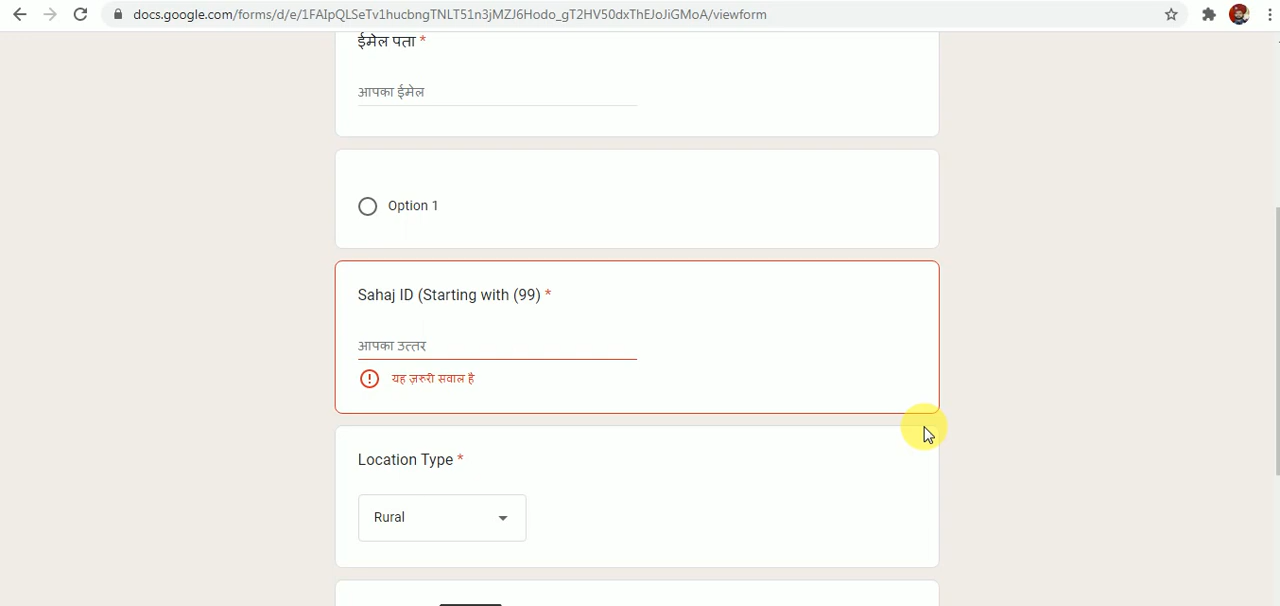 docs.google.com/forms/d/e/1FAIpQLSeTv1hucbngTNLT51n3jMZJ6Hodo_gT2HV50dxThEJoJiGMoA/viewform
ईमेल पता *
आपका ईमेल
Option 1
Sahaj ID (Starting with (99) *
आपका उत्तर
यह ज़रूरी सवाल है
Location Type *
Rural